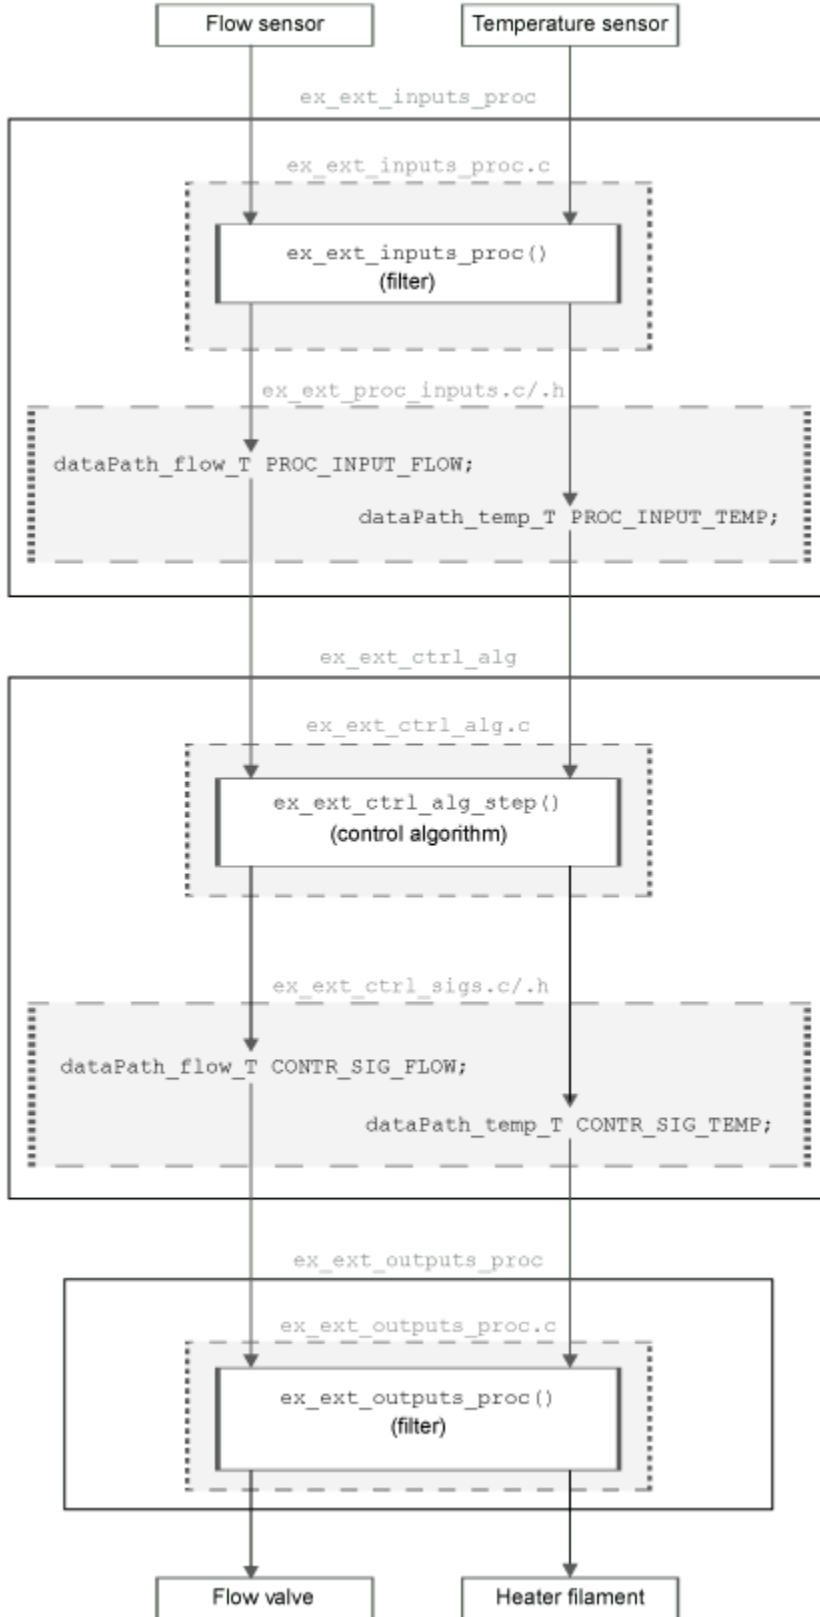 Flow sensor
Temperature sensor
ex_ext_inputs_proc
ex_ext_inputs_proc.c
ex_ext_inputs_proc()
(filter)
ex_ext_proc_inputs.c/.h
dataPath_flow_T PROC_INPUT_FLOW;
dataPath_temp_T PROC_INPUT_TEMP;
ex_ext_ctrl_alg
ex_ext_ctrl_alg.c
ex_ext_ctrl_alg_step()
(control algorithm)
ex_ext_ctrl_sigs.c/.h
dataPath_flow_T CONTR_SIG_FLOW;
dataPath_temp_T CONTR_SIG_TEMP;
ex_ext_outputs_proc
ex_ext_outputs_proc.c
ex_ext_outputs_proc()
(filter)
Flow valve
Heater filament